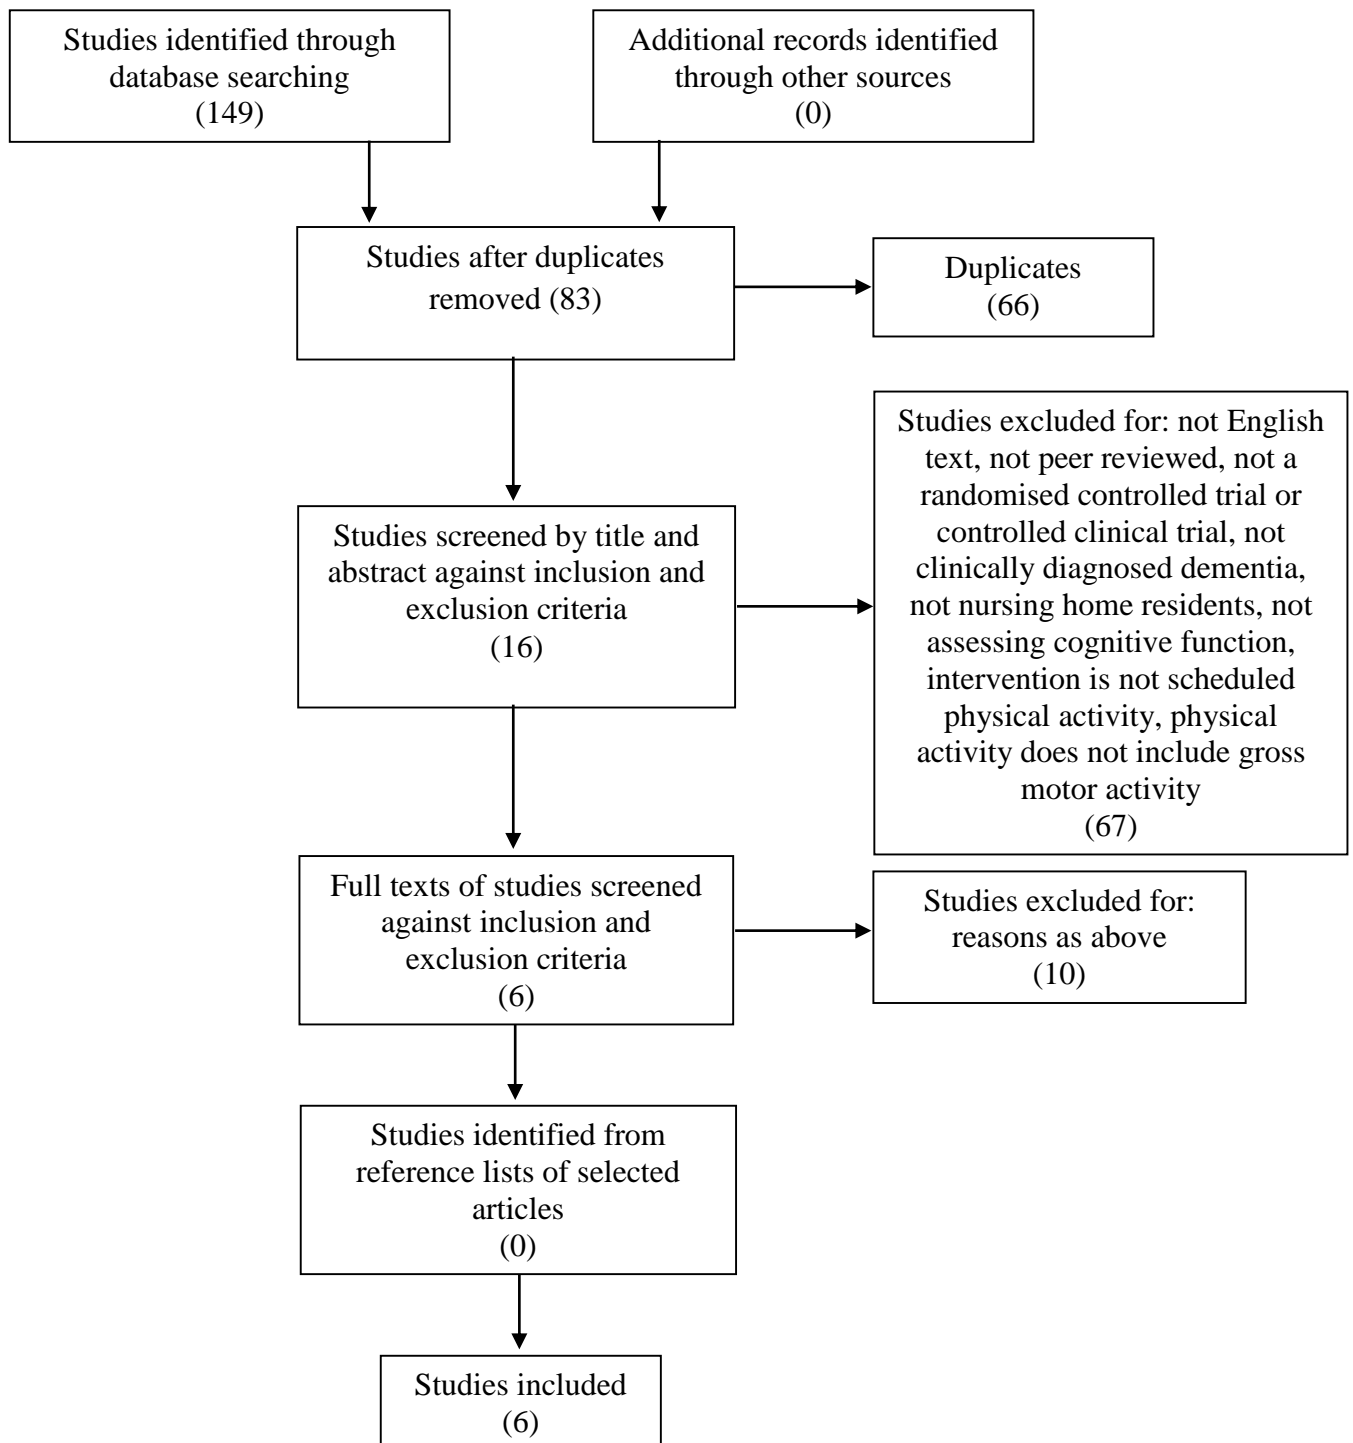 Studies identified through
database searching
(149)
Additional records identified
through other sources
(0)
Studies after duplicates
removed (83)
Duplicates
(66)
Studies excluded for: not English
text, not peer reviewed, not a
randomised controlled trial or
controlled clinical trial, not
clinically diagnosed dementia,
not nursing home residents, not
assessing cognitive function,
intervention is not scheduled
physical activity, physical
activity does not include gross
motor activity
(67)
Studies screened by title and
abstract against inclusion and
exclusion criteria
(16)
Full texts of studies screened
against inclusion and
exclusion criteria
(6)
Studies excluded for:
reasons as above
(10)
Studies identified from
reference lists of selected
articles
(0)
Studies included
(6)